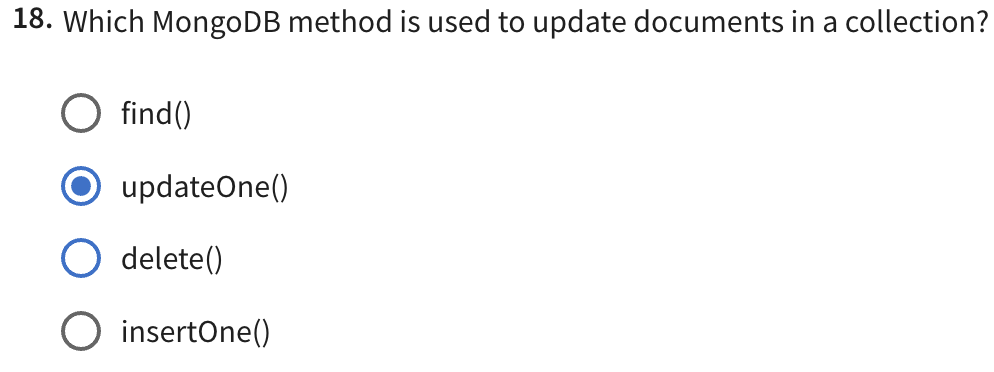 18. Which MongoDB method is used to update documents in a collection?
find()
updateOne()
delete()
insertOne()